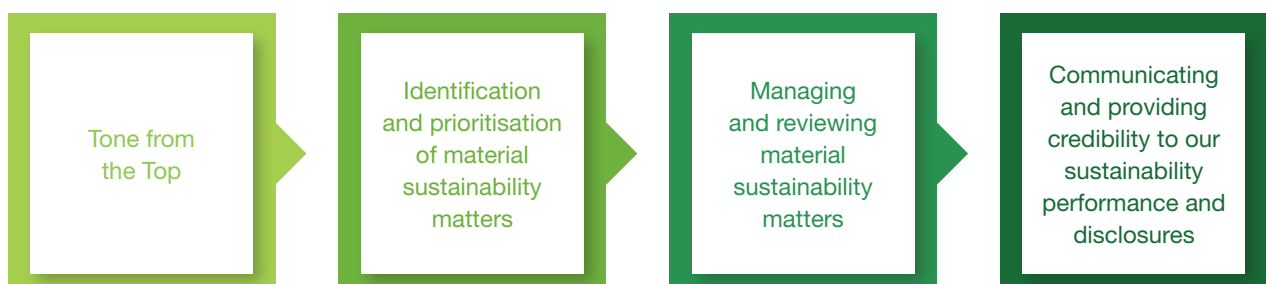 Tone from
the Top
Identification
and prioritisation
of material
sustainability
matters
Managing
and reviewing
material
sustainability
matters
Communicating
and providing
credibility to our
sustainability
performance and
disclosures